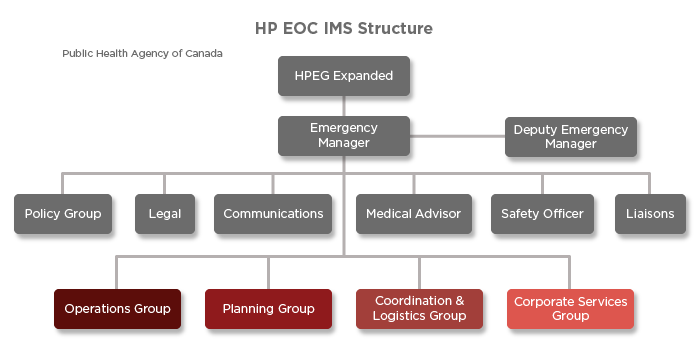 HP EOC IMS Structure
Public Health Agency of Canada
HPEG Expanded
Emergency
Manager
Deputy Emergency
Manager
Policy Group
Legal
Communications
Medical Advisor
Safety Officer
Liaisons
Operations Group
Planning Group
Coordination &
Logistics Group
Corporate Services
Group